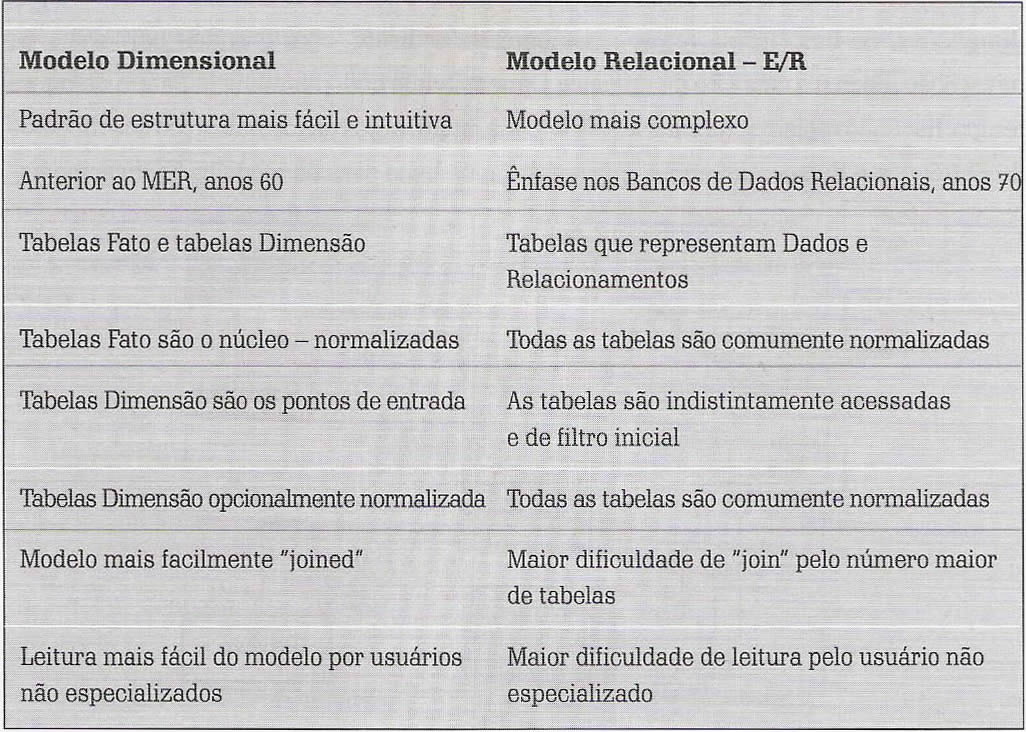 Modelo Dimensional
Modelo Relacional – E/R
Padrão de estrutura mais fácil e intuitiva
Modelo mais complexo
Anterior ao MER, anos 60
Ênfase nos Bancos de Dados Relacionais, anos 70
Tabelas Fato e tabelas Dimensão
Tabelas que representam Dados e
Relacionamentos
Tabelas Fato são o núcleo – normalizadas
Todas as tabelas são comumente normalizadas
Tabelas Dimensão são os pontos de entrada
As tabelas são indistintamente acessadas
e de filtro inicial
Tabelas Dimensão opcionalmente normalizada
Todas as tabelas são comumente normalizadas
Modelo mais facilmente "joined"
Maior dificuldade de "join" pelo número maior
de tabelas
Leitura mais fácil do modelo por usuários
não especializados
Maior dificuldade de leitura pelo usuário não
especializado